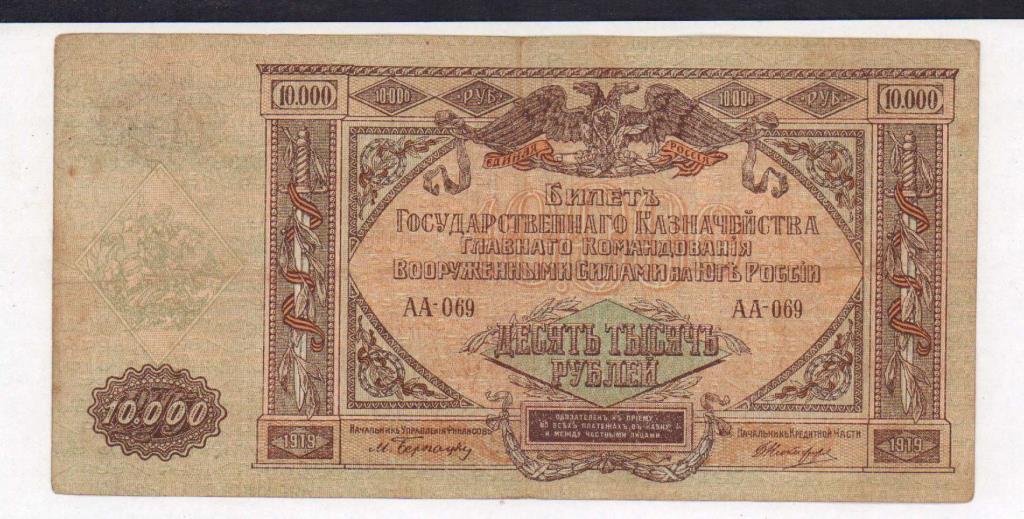 10.000 10.000 РУБ 10.000 РУБ 10.000
ЕДИНАЯ РОССІЯ
БИЛЕТЪ
ГОСУДАРСТВЕННАГО КАЗНАЧЕЙСТВА
ГЛАВНАГО КОМАНДОВАНІЯ
ВООРУЖЕННЫМИ СИЛАМИ НА ЮГѢ РОССІИ
АА-069 АА-069
ДЕСЯТЬ ТЫСЯЧЪ
РУБЛЕЙ
10.000
ОБЯЗАТЕЛЕНЪ КЪ ПРІЕМУ
ВО ВСѢХЪ ПЛАТЕЖАХЪ, ВЪ КАЗНУ
И МЕЖДУ ЧАСТНЫМИ ЛИЦАМИ.
НАЧАЛЬНИКЪ УПРАВЛЕНІЯ ФИНАНСОВЪ НАЧАЛЬНИКЪ КРЕДИТНОЙ ЧАСТИ
1919 1919